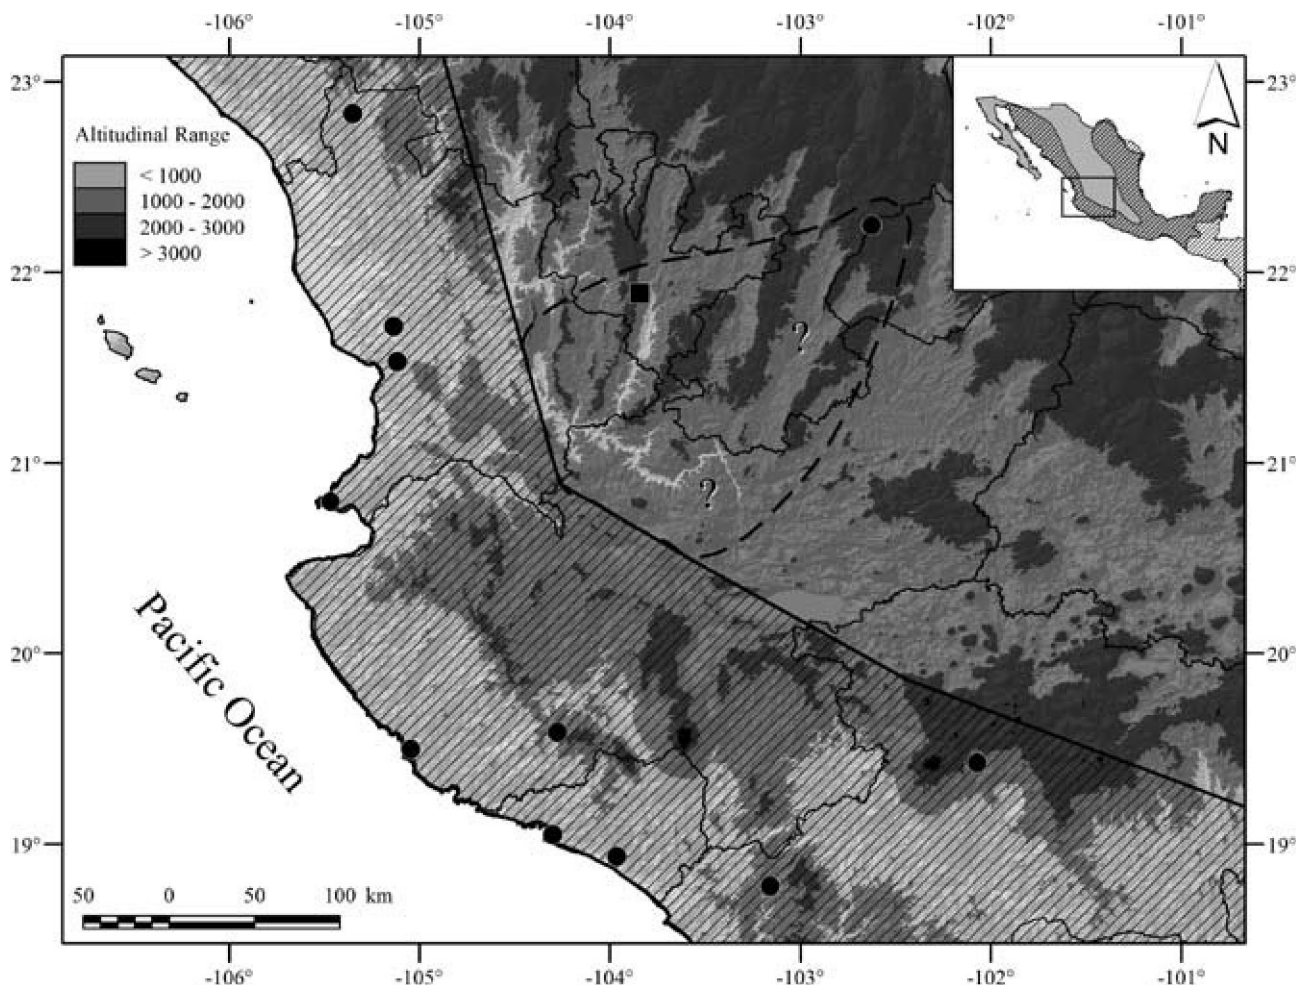 -106° -105° -104° -103° -102° -101°
23° 23°
N
Altitudinal Range
< 1000
1000 - 2000
2000 - 3000
> 3000
22° 22°
?
21° 21°
?
Pacific Ocean
20° 20°
19° 19°
50 0 50 100 km
-106° -105° -104° -103° -102° -101°